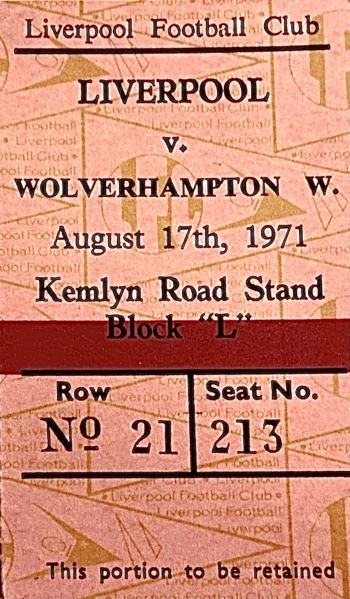 Liverpool Football Club
LIVERPOOL
v.
WOLVERHAMPTON W.
August 17th, 1971
Kemlyn Road Stand
Block “L”
Row Seat No.
Nº 21 213
This portion to be retained